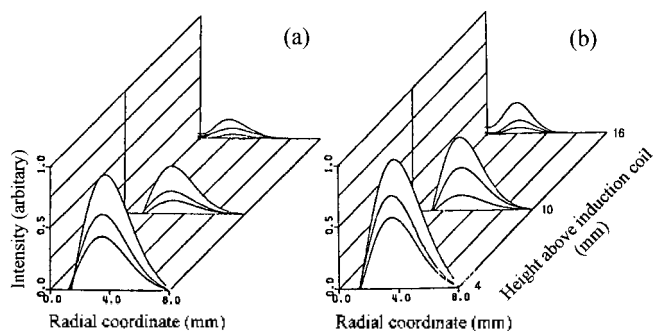 (a)
(b)
Intensity (arbitary)
1.0
0.5
0.0
0.0
4.0
8.0
Radial coordinate (mm)
1.0
0.5
0.0
0.0
4.0
8.0
Radial coordinate (mm)
4
10
16
Height above induction coil
(mm)